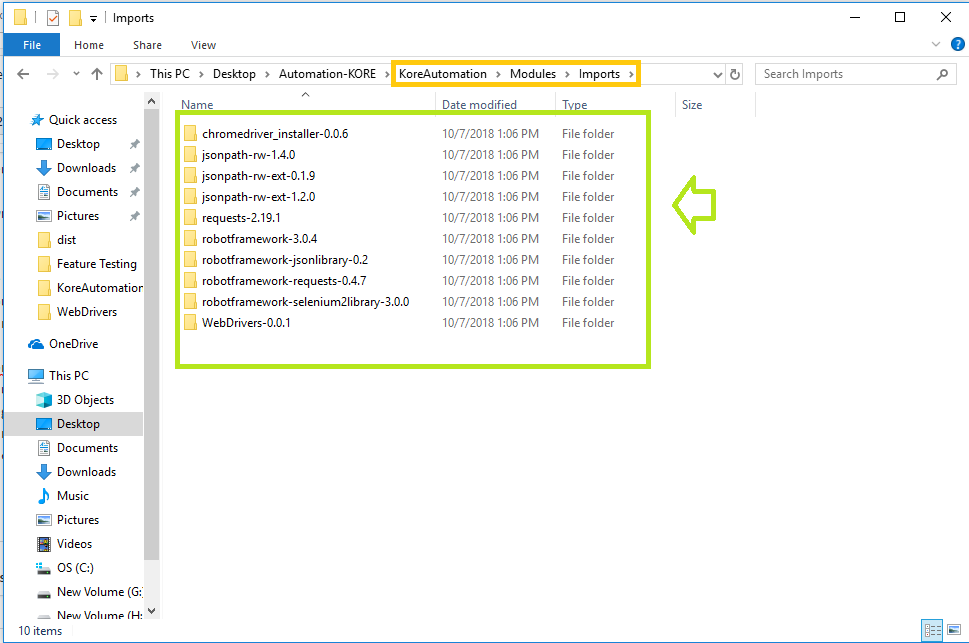 Imports
File Home Share View
This PC Desktop Automation-KORE KoreAutomation Modules Imports
Search Imports
Name Date modified Type Size
chromedriver_installer-0.0.6 10/7/2018 1:06 PM File folder
jsonpath-rw-1.4.0 10/7/2018 1:06 PM File folder
jsonpath-rw-ext-0.1.9 10/7/2018 1:06 PM File folder
jsonpath-rw-ext-1.2.0 10/7/2018 1:06 PM File folder
requests-2.19.1 10/7/2018 1:06 PM File folder
robotframework-3.0.4 10/7/2018 1:06 PM File folder
robotframework-jsonlibrary-0.2 10/7/2018 1:06 PM File folder
robotframework-requests-0.4.7 10/7/2018 1:06 PM File folder
robotframework-selenium2library-3.0.0 10/7/2018 1:06 PM File folder
WebDrivers-0.0.1 10/7/2018 1:06 PM File folder
Quick access
Desktop
Downloads
Documents
Pictures
dist
Feature Testing
KoreAutomation
WebDrivers
OneDrive
This PC
3D Objects
Desktop
Documents
Downloads
Music
Pictures
Videos
OS (C:)
New Volume (G:
New Volume (H:
10 items